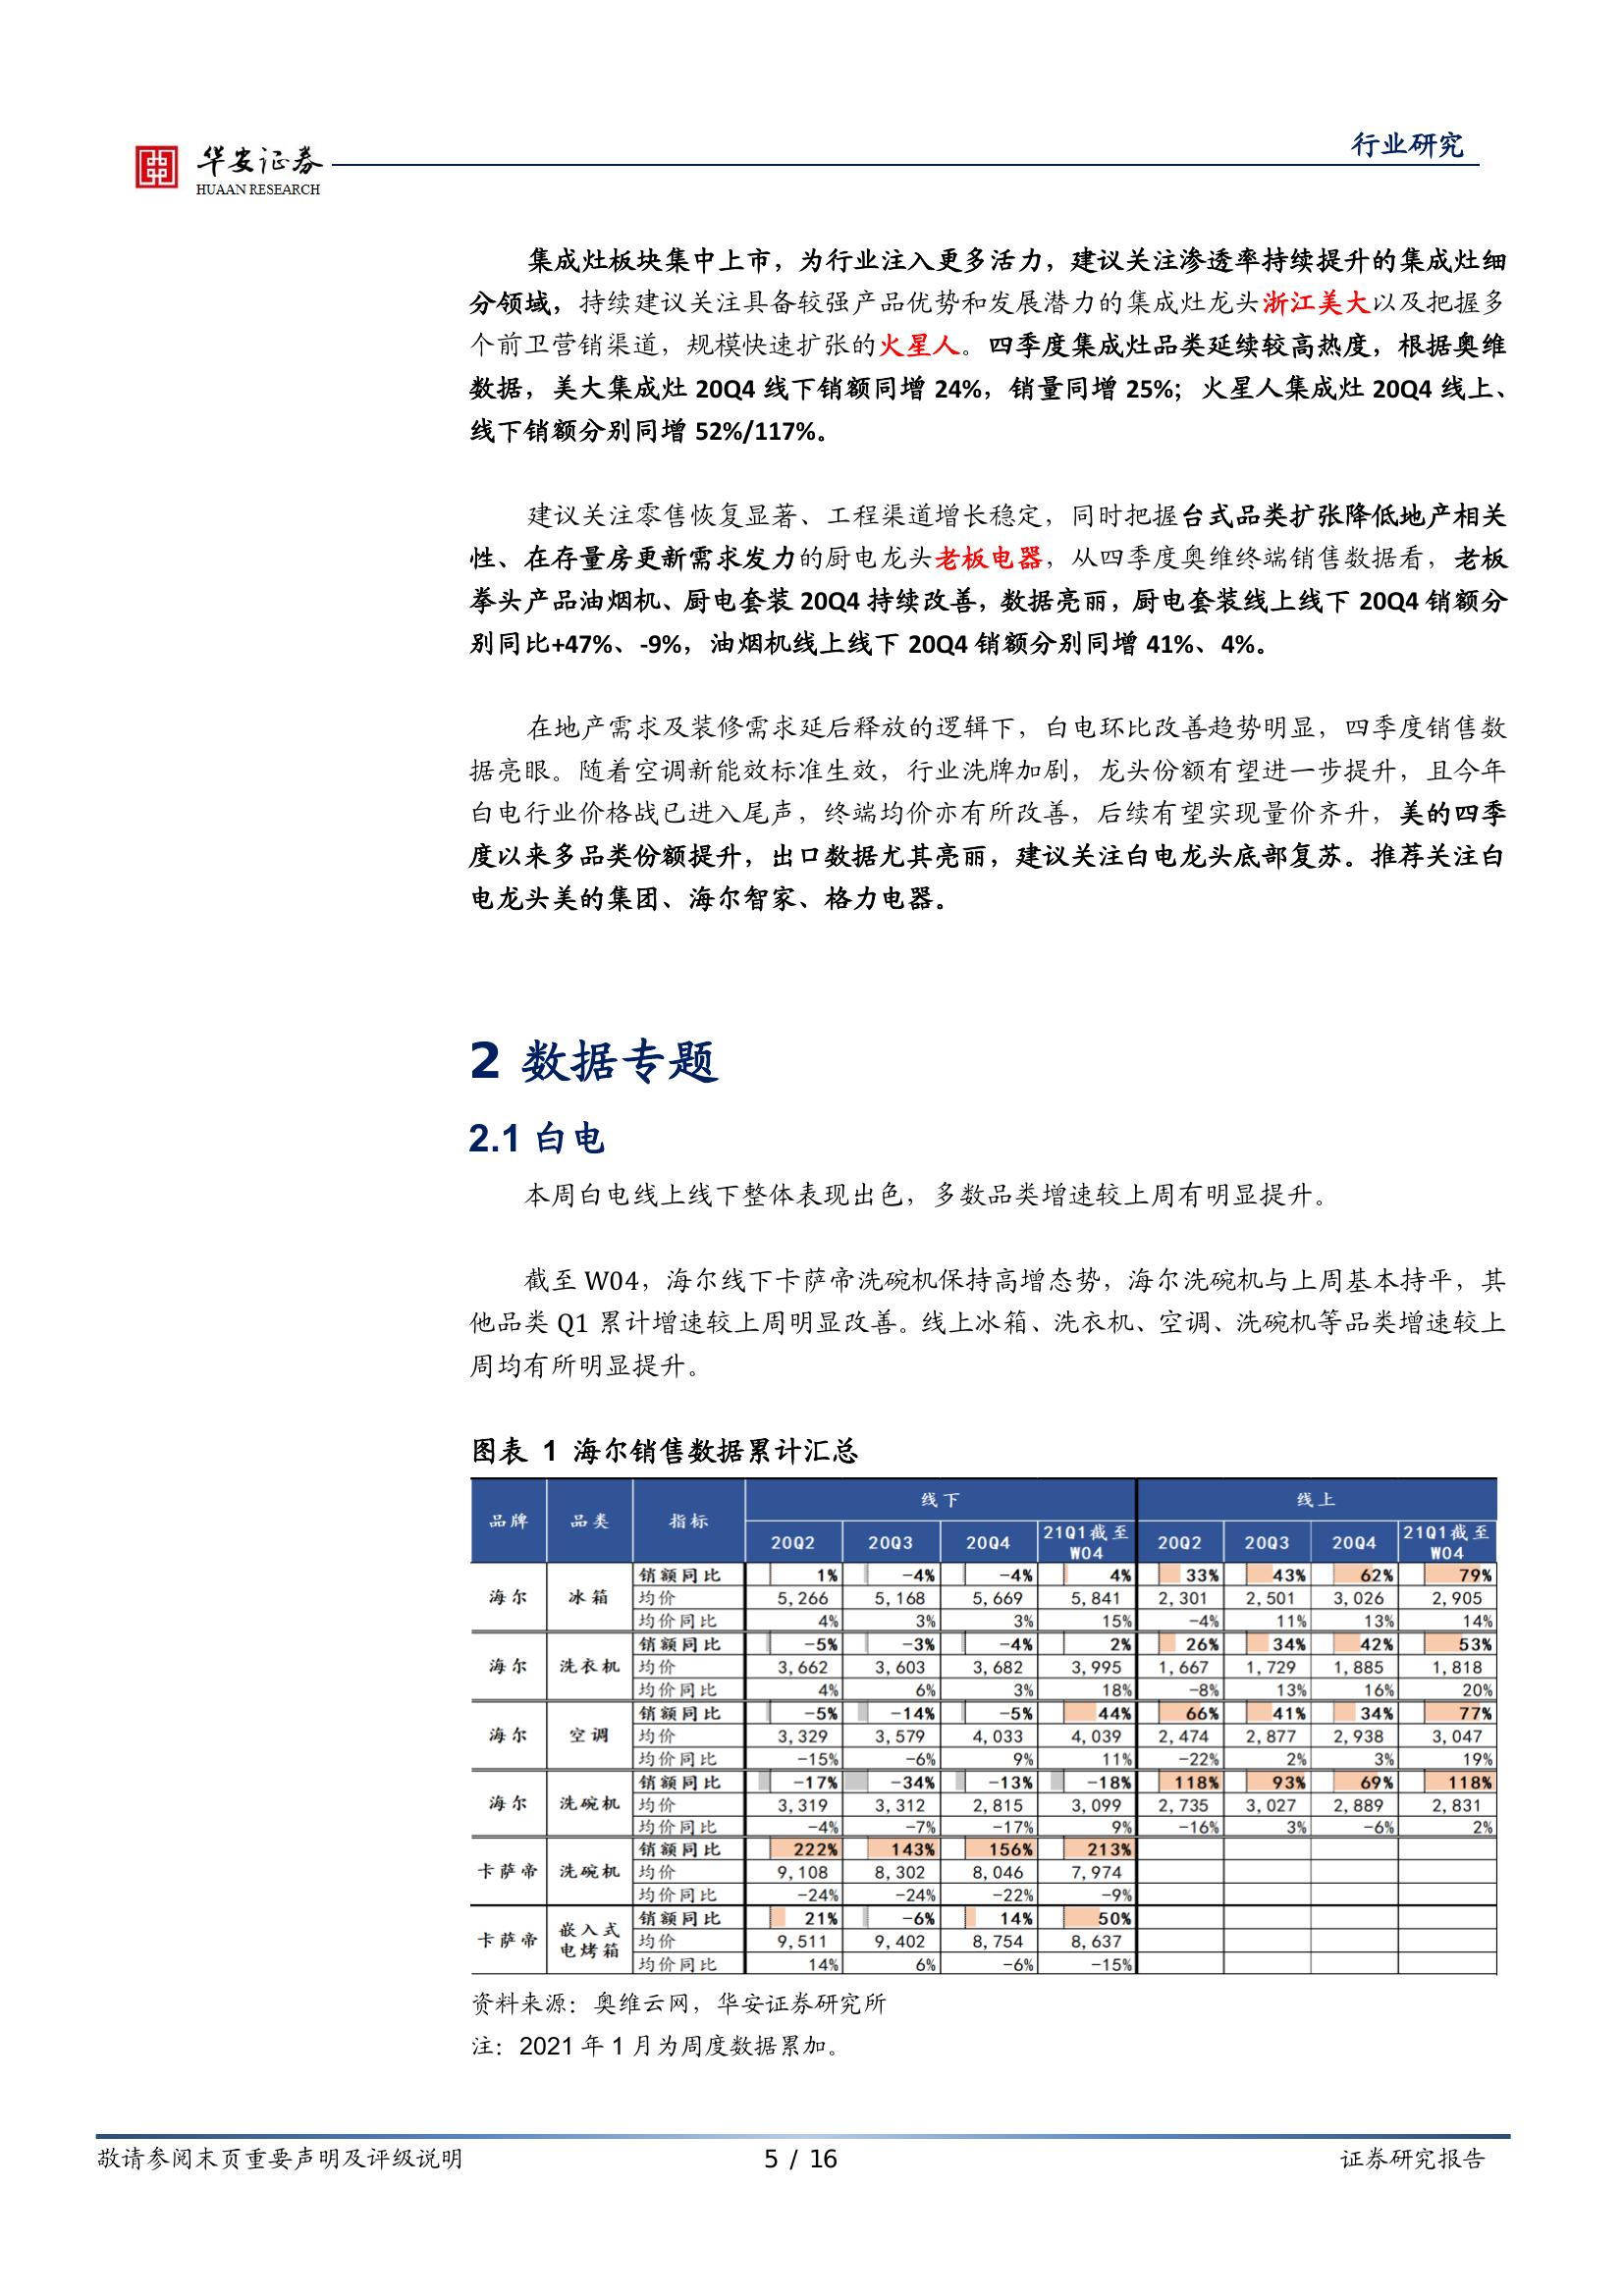 华安证券
HUAAN RESEARCH
行业研究
集成灶板块集中上市，为行业注入更多活力，建议关注渗透率持续提升的集成灶细
分领域，持续建议关注具备较强产品优势和发展潜力的集成灶龙头浙江美大以及把握多
个前卫营销渠道，规模快速扩张的火星人。四季度集成灶品类延续较高热度，根据奥维
数据，美大集成灶 20Q4 线下销额同增 24%，销量同增 25%；火星人集成灶 20Q4 线上、
线下销额分别同增 52%/117%。
建议关注零售恢复显著、工程渠道增长稳定，同时把握台式品类扩张降低地产相关
性、在存量房更新需求发力的厨电龙头老板电器，从四季度奥维终端销售数据看，老板
拳头产品油烟机、厨电套装 20Q4 持续改善，数据亮丽，厨电套装线上线下 20Q4 销额分
别同比+47%、-9%，油烟机线上线下 20Q4 销额分别同增 41%、4%。
在地产需求及装修需求延后释放的逻辑下，白电环比改善趋势明显，四季度销售数
据亮眼。随着空调新能效标准生效，行业洗牌加剧，龙头份额有望进一步提升，且今年
白电行业价格战已进入尾声，终端均价亦有所改善，后续有望实现量价齐升，美的四季
度以来多品类份额提升，出口数据尤其亮丽，建议关注白电龙头底部复苏。推荐关注白
电龙头美的集团、海尔智家、格力电器。
2 数据专题
2.1 白电
本周白电线上线下整体表现出色，多数品类增速较上周有明显提升。
截至 W04，海尔线下卡萨帝洗碗机保持高增态势，海尔洗碗机与上周基本持平，其
他品类 Q1 累计增速较上周明显改善。线上冰箱、洗衣机、空调、洗碗机等品类增速较上
周均有所明显提升。
图表 1 海尔销售数据累计汇总
品牌 品类 指标 线下 线上
20Q2 20Q3 20Q4 21Q1截至W04 20Q2 20Q3 20Q4 21Q1截至W04
海尔 冰箱 销额同比 1% -4% -4% 4% 33% 43% 62% 79%
均价 5,266 5,168 5,669 5,841 2,301 2,501 3,026 2,905
均价同比 4% 3% 3% 15% -4% 11% 13% 14%
海尔 洗衣机 销额同比 -5% -3% -4% 2% 26% 34% 42% 53%
均价 3,662 3,603 3,682 3,995 1,667 1,729 1,885 1,818
均价同比 4% 6% 3% 18% -8% 13% 16% 20%
海尔 空调 销额同比 -5% -14% -5% 44% 66% 41% 34% 77%
均价 3,329 3,579 4,033 4,039 2,474 2,877 2,938 3,047
均价同比 -15% -6% 9% 11% -22% 2% 3% 19%
海尔 洗碗机 销额同比 -17% -34% -13% -18% 118% 93% 69% 118%
均价 3,319 3,312 2,815 3,099 2,735 3,027 2,889 2,831
均价同比 -4% -7% -17% 9% -16% 3% -6% 2%
卡萨帝 洗碗机 销额同比 222% 143% 156% 213%
均价 9,108 8,302 8,046 7,974
均价同比 -24% -24% -22% -9%
卡萨帝 嵌入式电烤箱 销额同比 21% -6% 14% 50%
均价 9,511 9,402 8,754 8,637
均价同比 14% 6% -6% -15%
资料来源：奥维云网，华安证券研究所
注：2021 年 1 月为周度数据累加。
敬请参阅末页重要声明及评级说明 5 / 16 证券研究报告